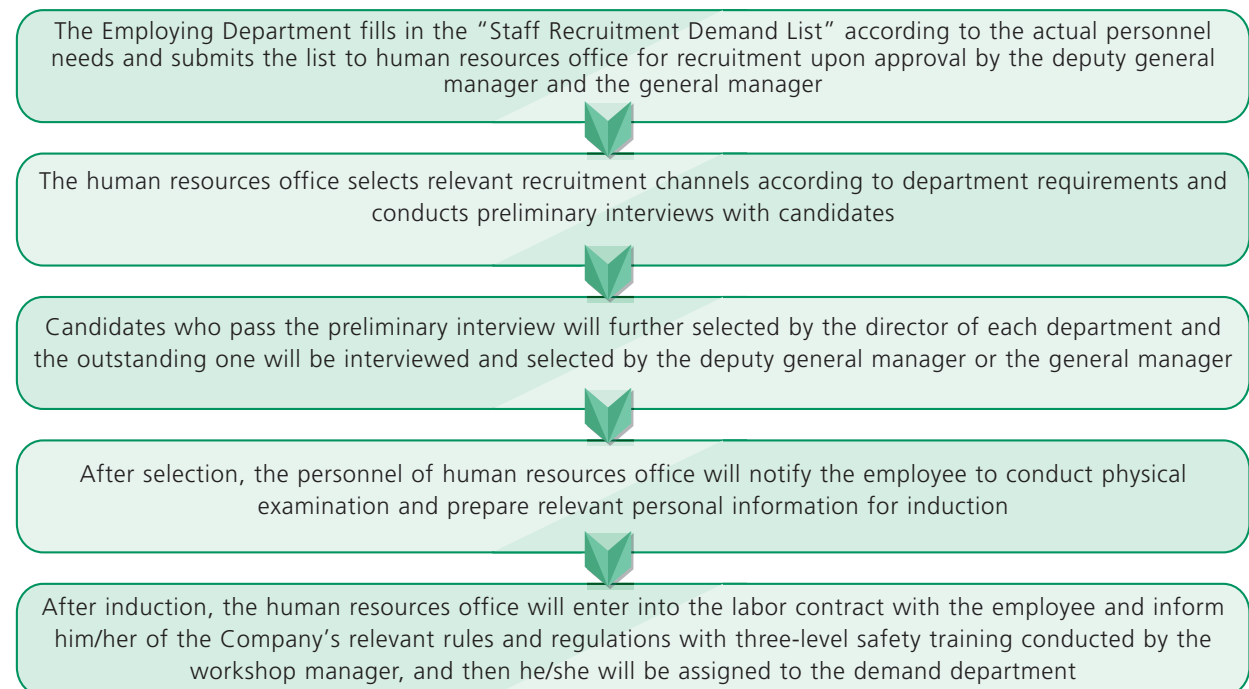 The Employing Department fills in the “Staff Recruitment Demand List” according to the actual personnel
needs and submits the list to human resources office for recruitment upon approval by the deputy general
manager and the general manager
The human resources office selects relevant recruitment channels according to department requirements and
conducts preliminary interviews with candidates
Candidates who pass the preliminary interview will further selected by the director of each department and
the outstanding one will be interviewed and selected by the deputy general manager or the general manager
After selection, the personnel of human resources office will notify the employee to conduct physical
examination and prepare relevant personal information for induction
After induction, the human resources office will enter into the labor contract with the employee and inform
him/her of the Company’s relevant rules and regulations with three-level safety training conducted by the
workshop manager, and then he/she will be assigned to the demand department